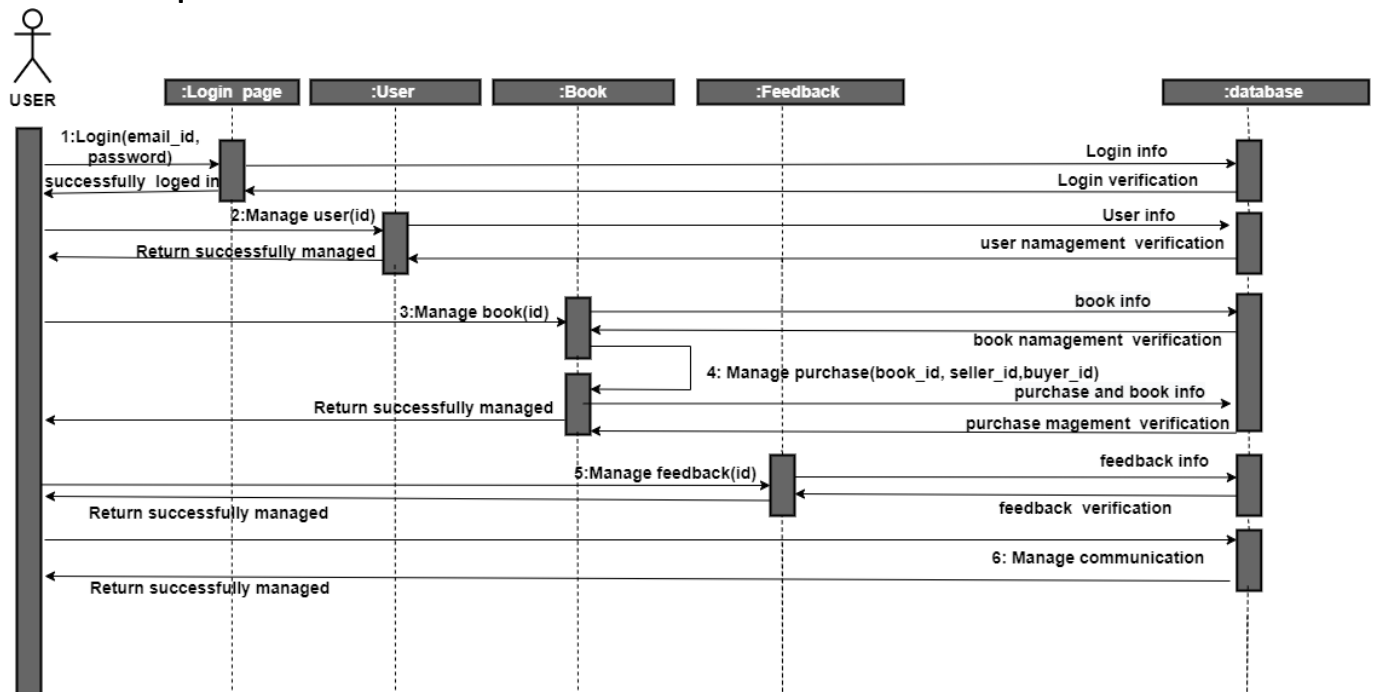 USER
:Login page
:User
:Book
:Feedback
:database
1:Login(email_id,
password)
Login info
successfully loged in
Login verification
2:Manage user(id)
User info
Return successfully managed
user namagement verification
3:Manage book(id)
book info
book namagement verification
4: Manage purchase(book_id, seller_id,buyer_id)
purchase and book info
Return successfully managed
purchase magement verification
5:Manage feedback(id)
feedback info
Return successfully managed
feedback verification
6: Manage communication
Return successfully managed